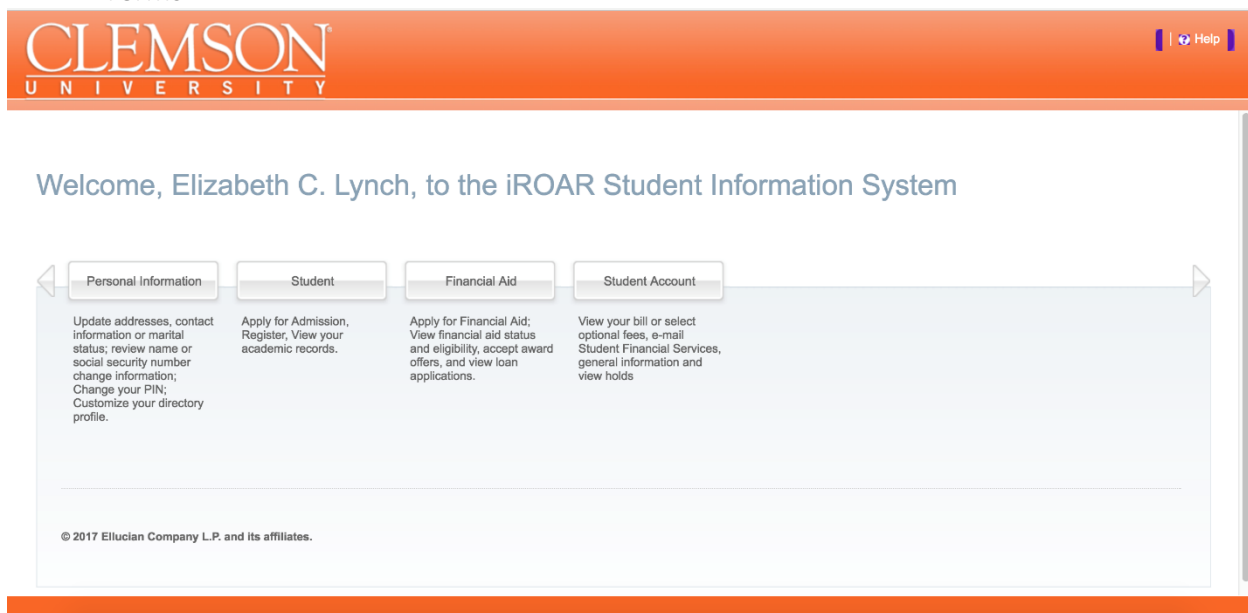 CLEMSON
UNIVERSITY
| Help
Welcome, Elizabeth C. Lynch, to the iROAR Student Information System
Personal Information
Update addresses, contact
information or marital
status; review name or
social security number
change information;
Change your PIN;
Customize your directory
profile.
Student
Apply for Admission,
Register, View your
academic records.
Financial Aid
Apply for Financial Aid;
View financial aid status
and eligibility, accept award
offers, and view loan
applications.
Student Account
View your bill or select
optional fees, e-mail
Student Financial Services,
general information and
view holds
© 2017 Ellucian Company L.P. and its affiliates.